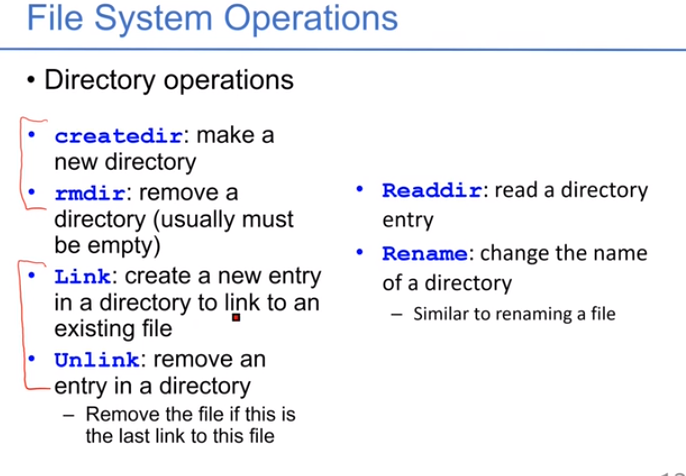 File System Operations
• Directory operations
• createdir: make a
new directory
• rmdir: remove a
directory (usually must
be empty)
• Link: create a new entry
in a directory to link to an
existing file
• Unlink: remove an
entry in a directory
– Remove the file if this is
the last link to this file
• Readdir: read a directory
entry
• Rename: change the name
of a directory
– Similar to renaming a file